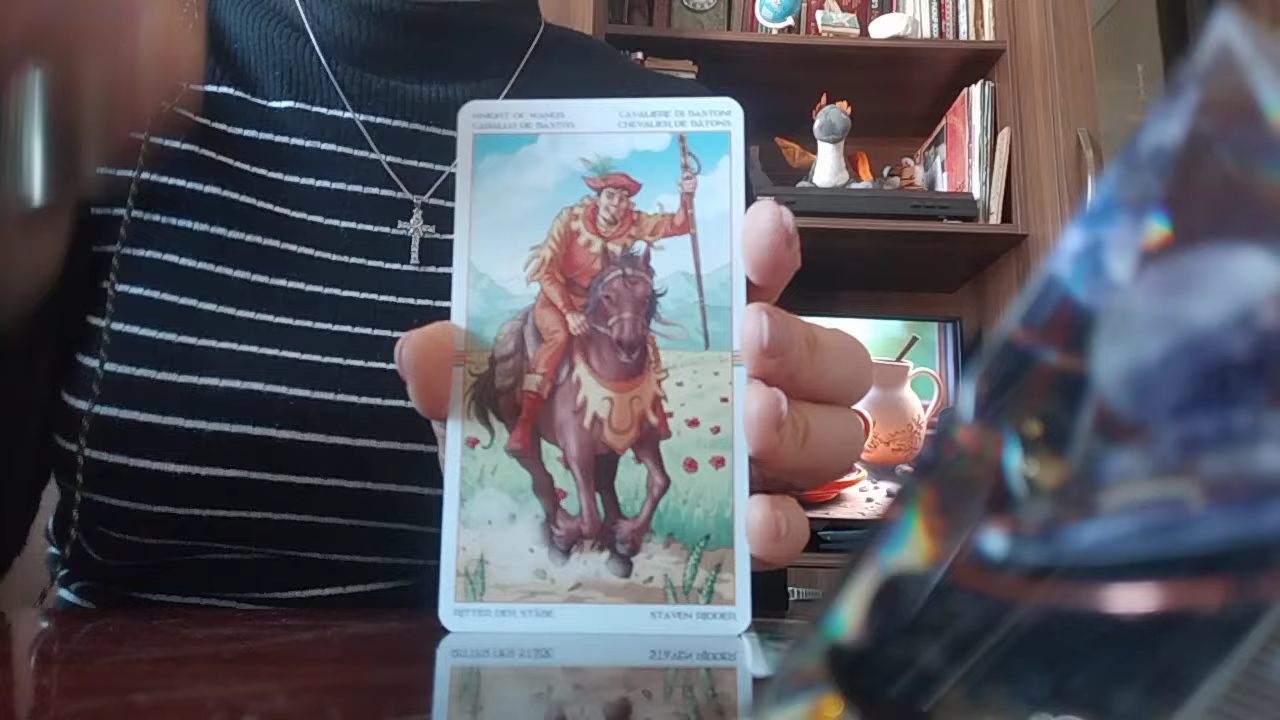 KNIGHT OF WANDS
CABALLO DE BASTOS
CAVALIERE DI BASTONI
CHEVALIER DE BÂTONS
RITTER DER STÄBE
STAVEN RIDDER